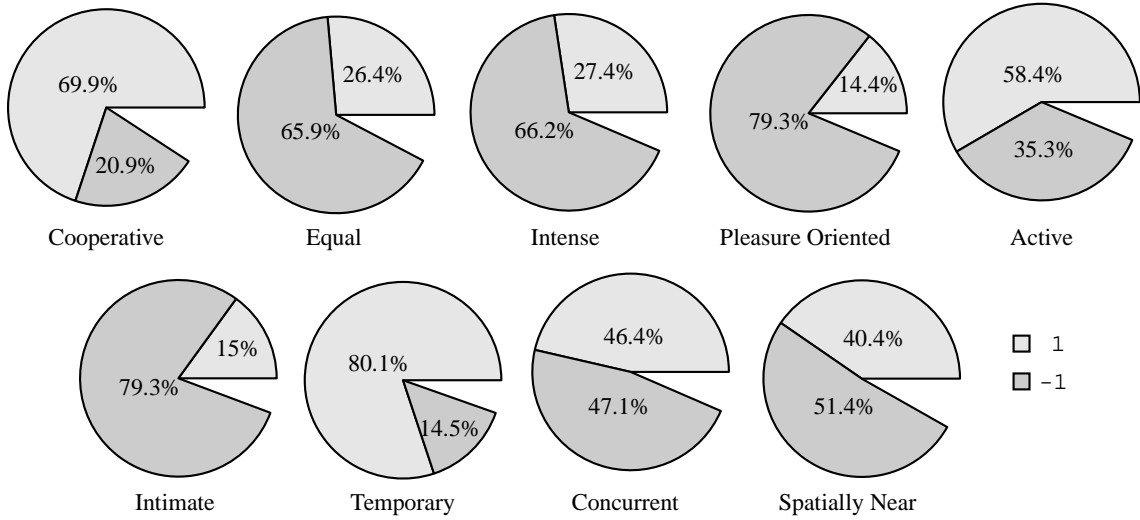 69.9%
20.9%
Cooperative
26.4%
65.9%
Equal
27.4%
66.2%
Intense
14.4%
79.3%
Pleasure Oriented
58.4%
35.3%
Active
15%
79.3%
Intimate
80.1%
14.5%
Temporary
46.4%
47.1%
Concurrent
40.4%
51.4%
Spatially Near
1
-1